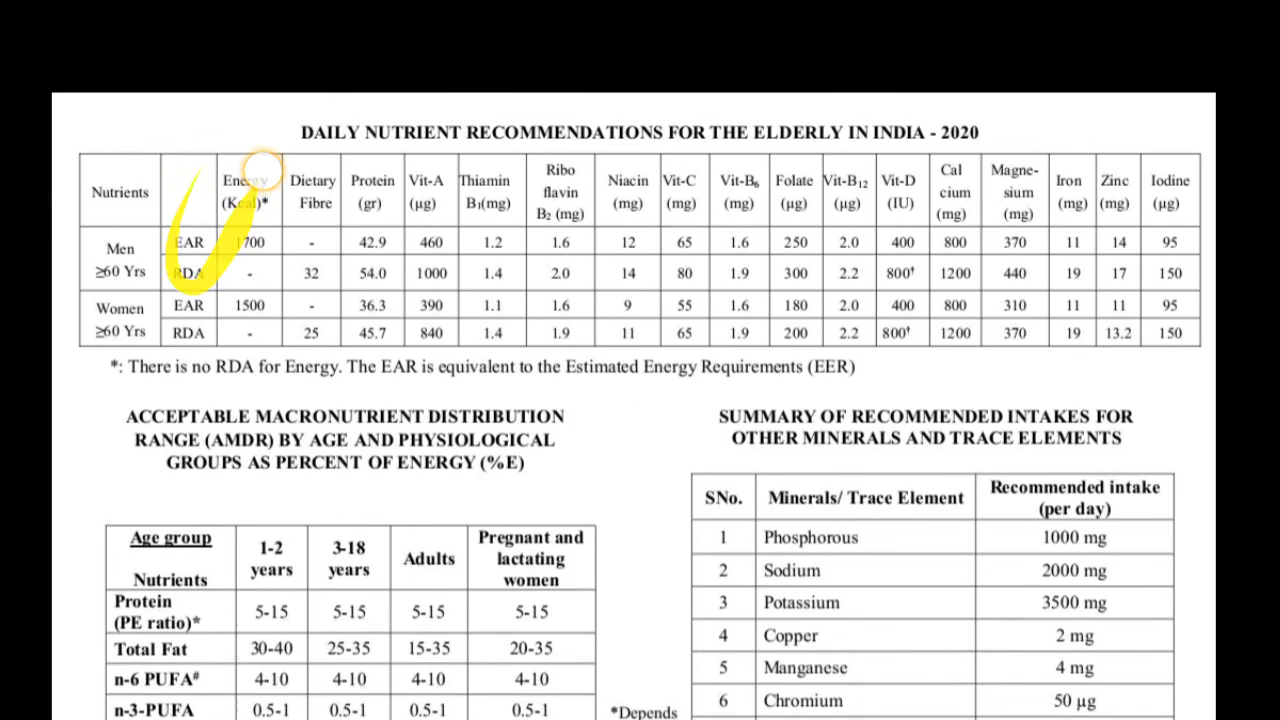 DAILY NUTRIENT RECOMMENDATIONS FOR THE ELDERLY IN INDIA - 2020
Nutrients Energy (Kcal)* Dietary Fibre Protein (gr) Vit-A (µg) Thiamin B₁(mg) Ribo flavin B₂ (mg) Niacin (mg) Vit-C (mg) Vit-B₆ (mg) Folate (µg) Vit-B₁₂ (µg) Vit-D (IU) Cal cium (mg) Magne- sium (mg) Iron (mg) Zinc (mg) Iodine (µg)
Men ≥60 Yrs EAR 1700 - 42.9 460 1.2 1.6 12 65 1.6 250 2.0 400 800 370 11 14 95
RDA - 32 54.0 1000 1.4 2.0 14 80 1.9 300 2.2 800† 1200 440 19 17 150
Women ≥60 Yrs EAR 1500 - 36.3 390 1.1 1.6 9 55 1.6 180 2.0 400 800 310 11 11 95
RDA - 25 45.7 840 1.4 1.9 11 65 1.9 200 2.2 800† 1200 370 19 13.2 150
*: There is no RDA for Energy. The EAR is equivalent to the Estimated Energy Requirements (EER)
ACCEPTABLE MACRONUTRIENT DISTRIBUTION
RANGE (AMDR) BY AGE AND PHYSIOLOGICAL
GROUPS AS PERCENT OF ENERGY (%E)
Age group Nutrients 1-2 years 3-18 years Adults Pregnant and lactating women
Protein (PE ratio)* 5-15 5-15 5-15 5-15
Total Fat 30-40 25-35 15-35 20-35
n-6 PUFA# 4-10 4-10 4-10 4-10
n-3-PUFA 0.5-1 0.5-1 0.5-1 0.5-1
*Depends
SUMMARY OF RECOMMENDED INTAKES FOR
OTHER MINERALS AND TRACE ELEMENTS
SNo. Minerals/ Trace Element Recommended intake (per day)
1 Phosphorous 1000 mg
2 Sodium 2000 mg
3 Potassium 3500 mg
4 Copper 2 mg
5 Manganese 4 mg
6 Chromium 50 µg